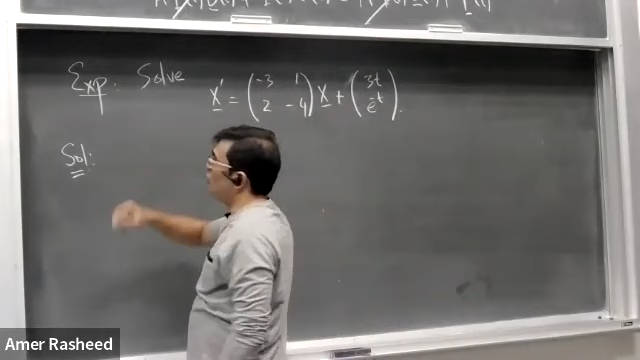 Exp: Solve
X' = ( -3 1 ; 2 -4 ) X + ( 3t ; e^-t ).
Sol:
Amer Rasheed